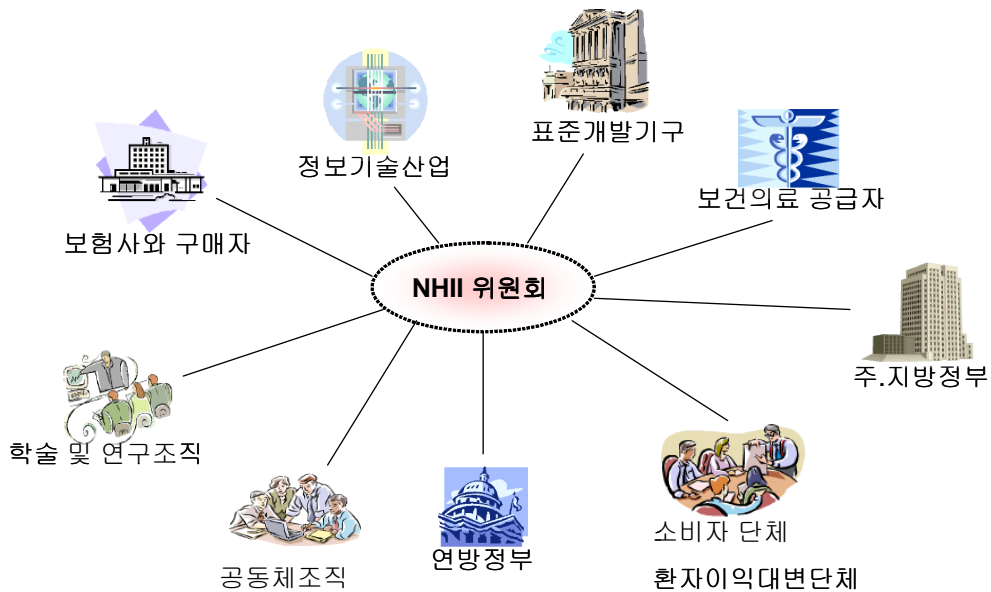 표준개발기구
정보기술산업
보건의료 공급자
보험사와 구매자
NHII 위원회
주.지방정부
학술 및 연구조직
소비자 단체
연방정부
공동체조직
환자이익대변단체